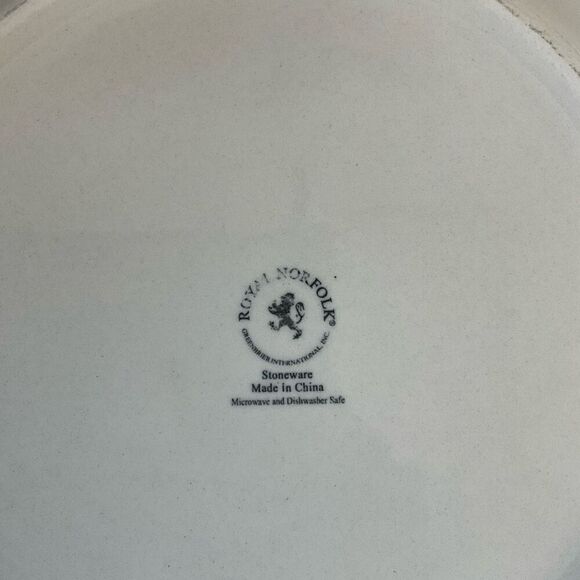 ROYAL NORFOLK®
GREENBRIER INTERNATIONAL, INC.
Stoneware
Made in China
Microwave and Dishwasher Safe